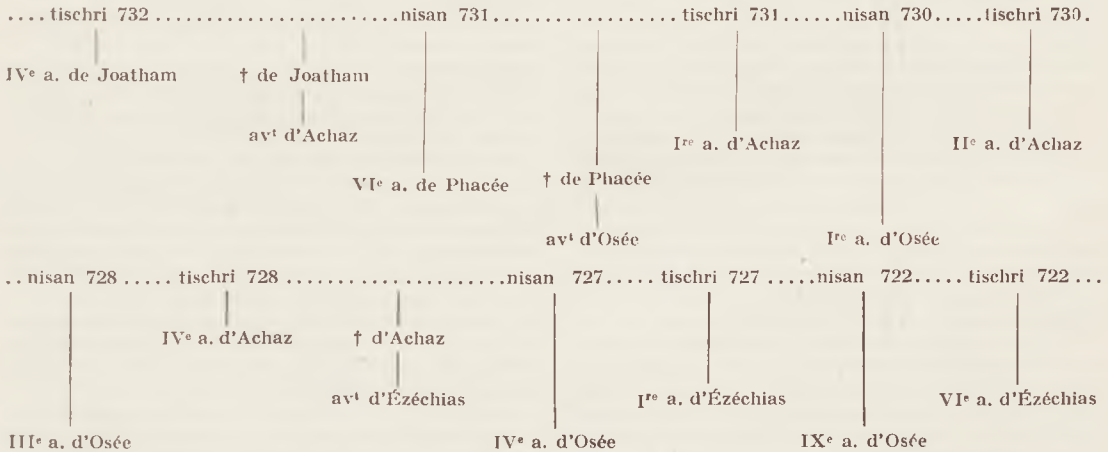 .... tischri 732 ...................... nisan 731 .................. tischri 731 ..... nisan 730 ..... tischri 730.
IVᵉ a. de Joatham † de Joatham
avᵗ d'Achaz Iʳᵉ a. d'Achaz IIᵉ a. d'Achaz
VIᵉ a. de Phacée † de Phacée
avᵗ d'Osée Iʳᵉ a. d'Osée
.. nisan 728 ..... tischri 728 ...................... nisan 727 ..... tischri 727 ..... nisan 722 ..... tischri 722 ...
IVᵉ a. d'Achaz † d'Achaz
avᵗ d'Ézéchias Iʳᵉ a. d'Ézéchias VIᵉ a. d'Ézéchias
IIIᵉ a. d'Osée IVᵉ a. d'Osée IXᵉ a. d'Osée